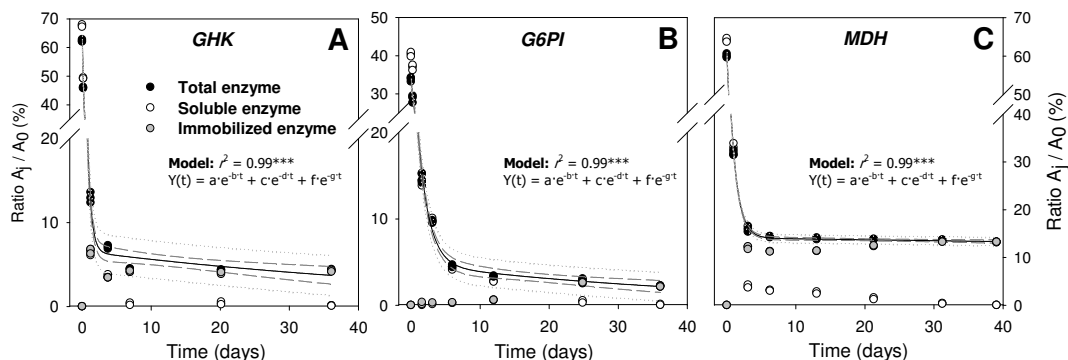 GHK A
G6PI B
MDH C
Total enzyme
Soluble enzyme
Immobilized enzyme
Model: r² = 0.99***
Y(t) = a·e⁻ᵇ·ᵗ + c·e⁻ᵈ·ᵗ + f·e⁻ᵍ·ᵗ
Model: r² = 0.99***
Y(t) = a·e⁻ᵇ·ᵗ + c·e⁻ᵈ·ᵗ + f·e⁻ᵍ·ᵗ
Model: r² = 0.99***
Y(t) = a·e⁻ᵇ·ᵗ + c·e⁻ᵈ·ᵗ + f·e⁻ᵍ·ᵗ
Ratio Aⱼ / A₀ (%)
70
60
50
40
20
10
0
50
40
30
20
10
0
70
60
50
40
30
20
10
0
Ratio Aⱼ / A₀ (%)
0 10 20 30 40
0 10 20 30 40
0 10 20 30 40
Time (days)
Time (days)
Time (days)